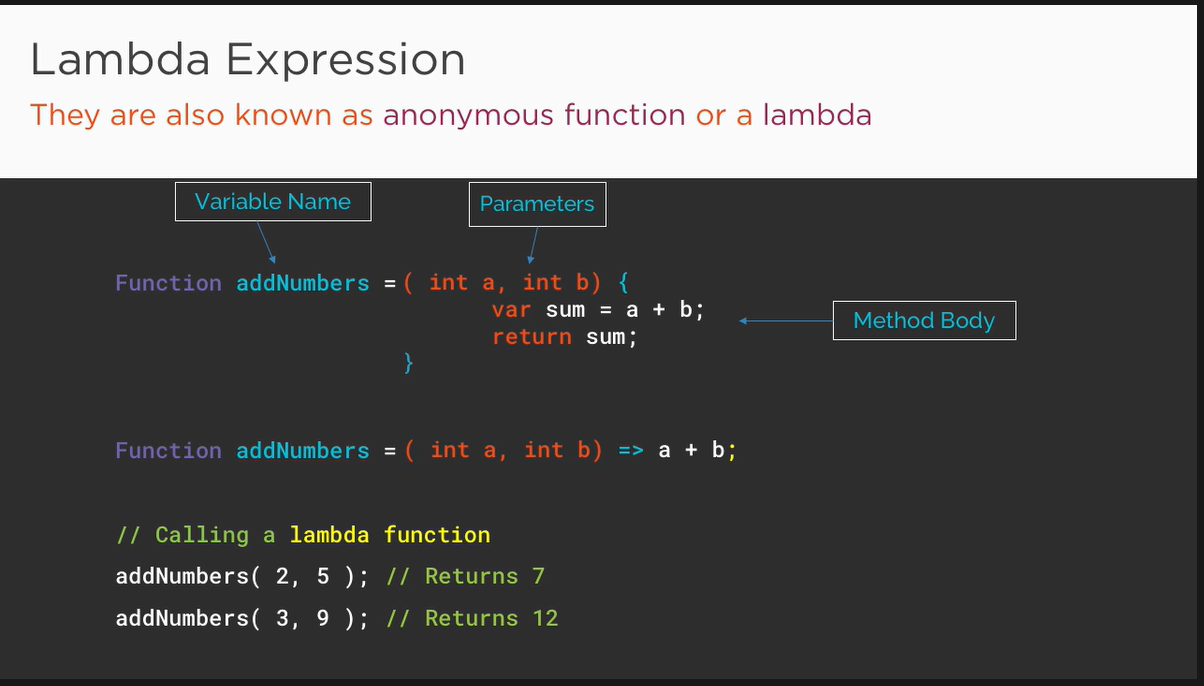 Lambda Expression
They are also known as anonymous function or a lambda
Variable Name
Parameters
Function addNumbers = ( int a, int b) {
var sum = a + b;
return sum;
Method Body
}
Function addNumbers = ( int a, int b) => a + b;
// Calling a lambda function
addNumbers( 2, 5 ); // Returns 7
addNumbers( 3, 9 ); // Returns 12